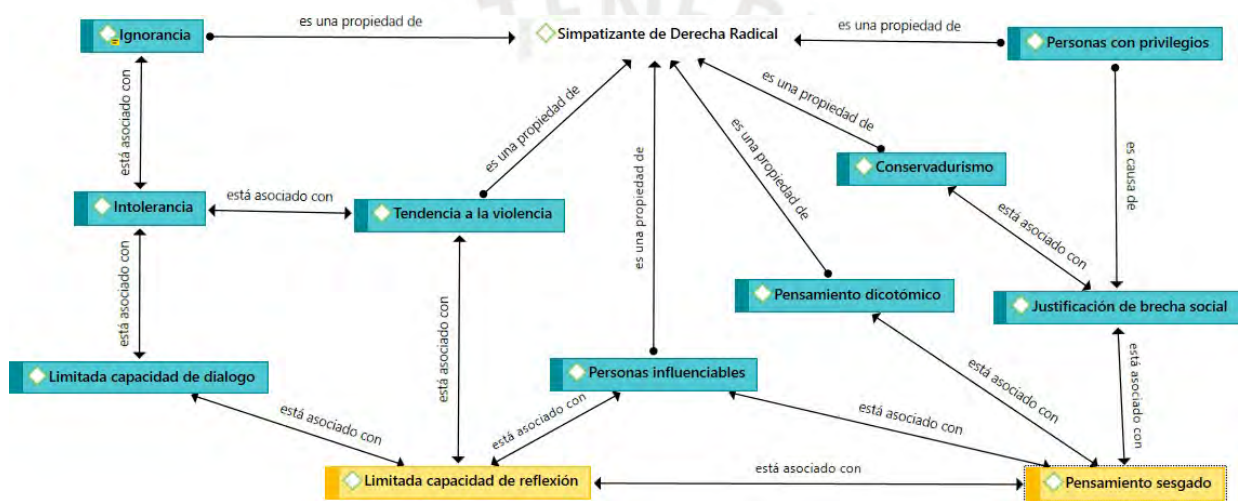 TENEB
es una propiedad de
Ignorancia
Simpatizante de Derecha Radical
es una propiedad de
Personas con privilegios
está asociado con
es una propiedad de
es una propiedad de
es una propiedad de
es una propiedad de
es causa de
Conservadurismo
Intolerancia
está asociado con
Tendencia a la violencia
está asociado con
está asociado con
Pensamiento dicotómico
Justificación de brecha social
está asociado con
Limitada capacidad de dialogo
Personas influenciables
está asociado con
está asociado con
está asociado con
está asociado con
está asociado con
está asociado con
Limitada capacidad de reflexión
está asociado con
Pensamiento sesgado